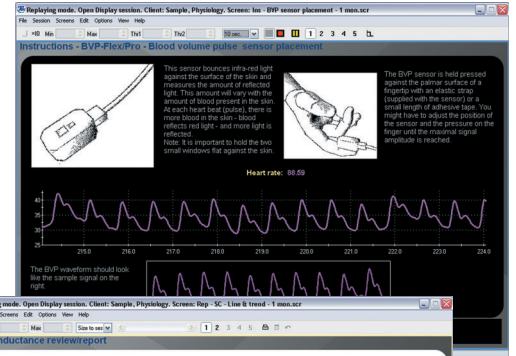 Replaying mode. Open Display session. Client: Sample, Physiology. Screen: Ins - BVP sensor placement - 1 mon.scr
File Session Screens Edit Options View Help
×10 Min Max Thr1 Thr2 10 sec. 1 2 3 4 5
Instructions - BVP-Flex/Pro - Blood volume pulse sensor placement
This sensor bounces infra-red light
against the surface of the skin and
measures the amount of reflected
light. This amount will vary with the
amount of blood present in the skin.
At each heart beat (pulse), there is
more blood in the skin - blood
reflects red light - and more light is
reflected.
Note: It is important to hold the two
small windows flat against the skin.
The BVP sensor is held pressed
against the palmar surface of a
fingertip with an elastic strap
(supplied with the sensor) or a
small length of adhesive tape. You
might have to adjust the position of
the sensor and the pressure on the
finger until the maximal signal
amplitude is reached.
Heart rate: 88.59
40
35
30
25
215.0 216.0 217.0 218.0 219.0 220.0 221.0 222.0 223.0 224.0
The BVP waveform should look
like the sample signal on the
right.
ng mode. Open Display session. Client: Sample, Physiology. Screen: Rep - SC - Line & trend - 1 mon.scr
Screens Edit Options View Help
Max Size to ses 1 2 3 4 5
nductance review/report